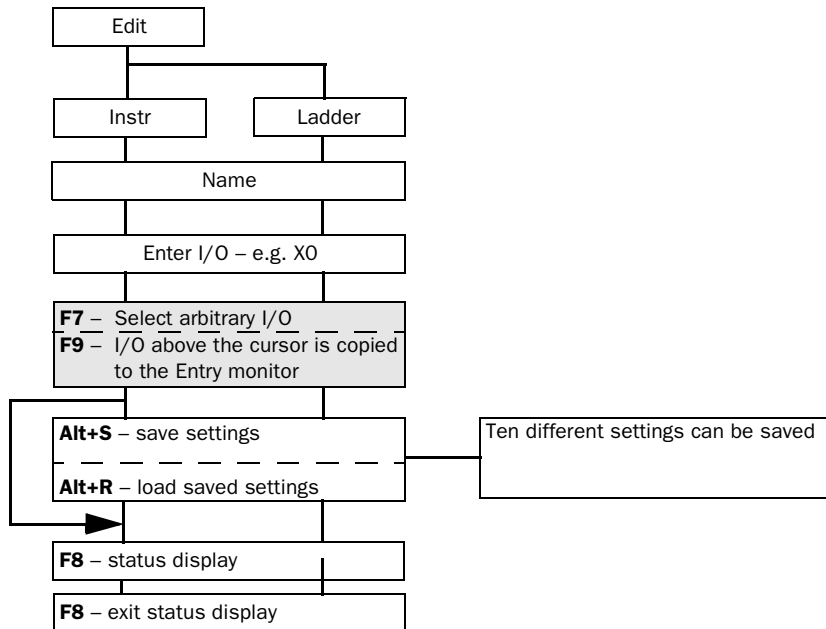 Edit
Instr
Ladder
Name
Enter I/O – e.g. X0
F7 – Select arbitrary I/O
F9 – I/O above the cursor is copied
to the Entry monitor
Alt+S – save settings
Ten different settings can be saved
Alt+R – load saved settings
F8 – status display
F8 – exit status display